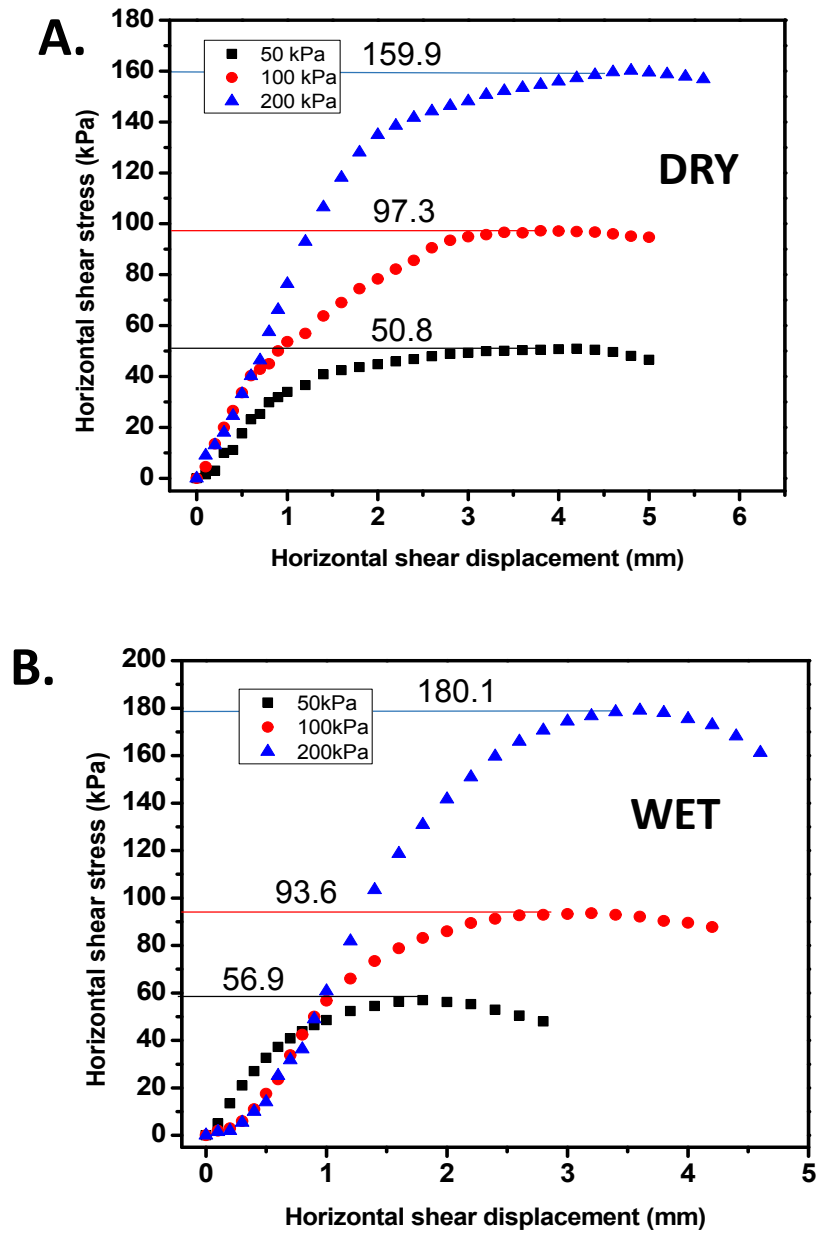 A.
180
160
140
120
100
80
60
40
20
0
Horizontal shear stress (kPa)
50 kPa
100 kPa
200 kPa
159.9
97.3
50.8
DRY
0 1 2 3 4 5 6
Horizontal shear displacement (mm)
B.
200
180
160
140
120
100
80
60
40
20
0
Horizontal shear stress (kPa)
50kPa
100kPa
200kPa
180.1
93.6
56.9
WET
0 1 2 3 4 5
Horizontal shear displacement (mm)